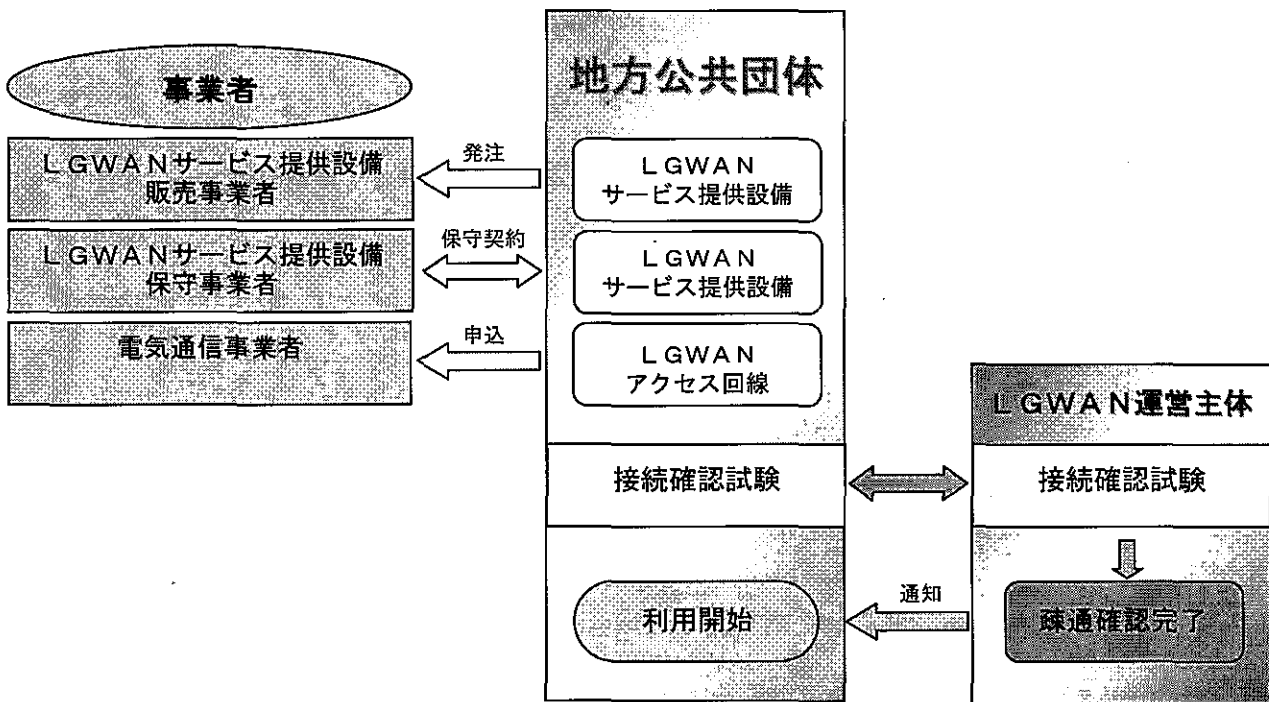 事業者
LGWANサービス提供設備
販売事業者
LGWANサービス提供設備
保守事業者
電気通信事業者
発注
保守契約
申込
地方公共団体
LGWAN
サービス提供設備
LGWAN
サービス提供設備
LGWAN
アクセス回線
接続確認試験
利用開始
通知
LGWAN運営主体
接続確認試験
疎通確認完了